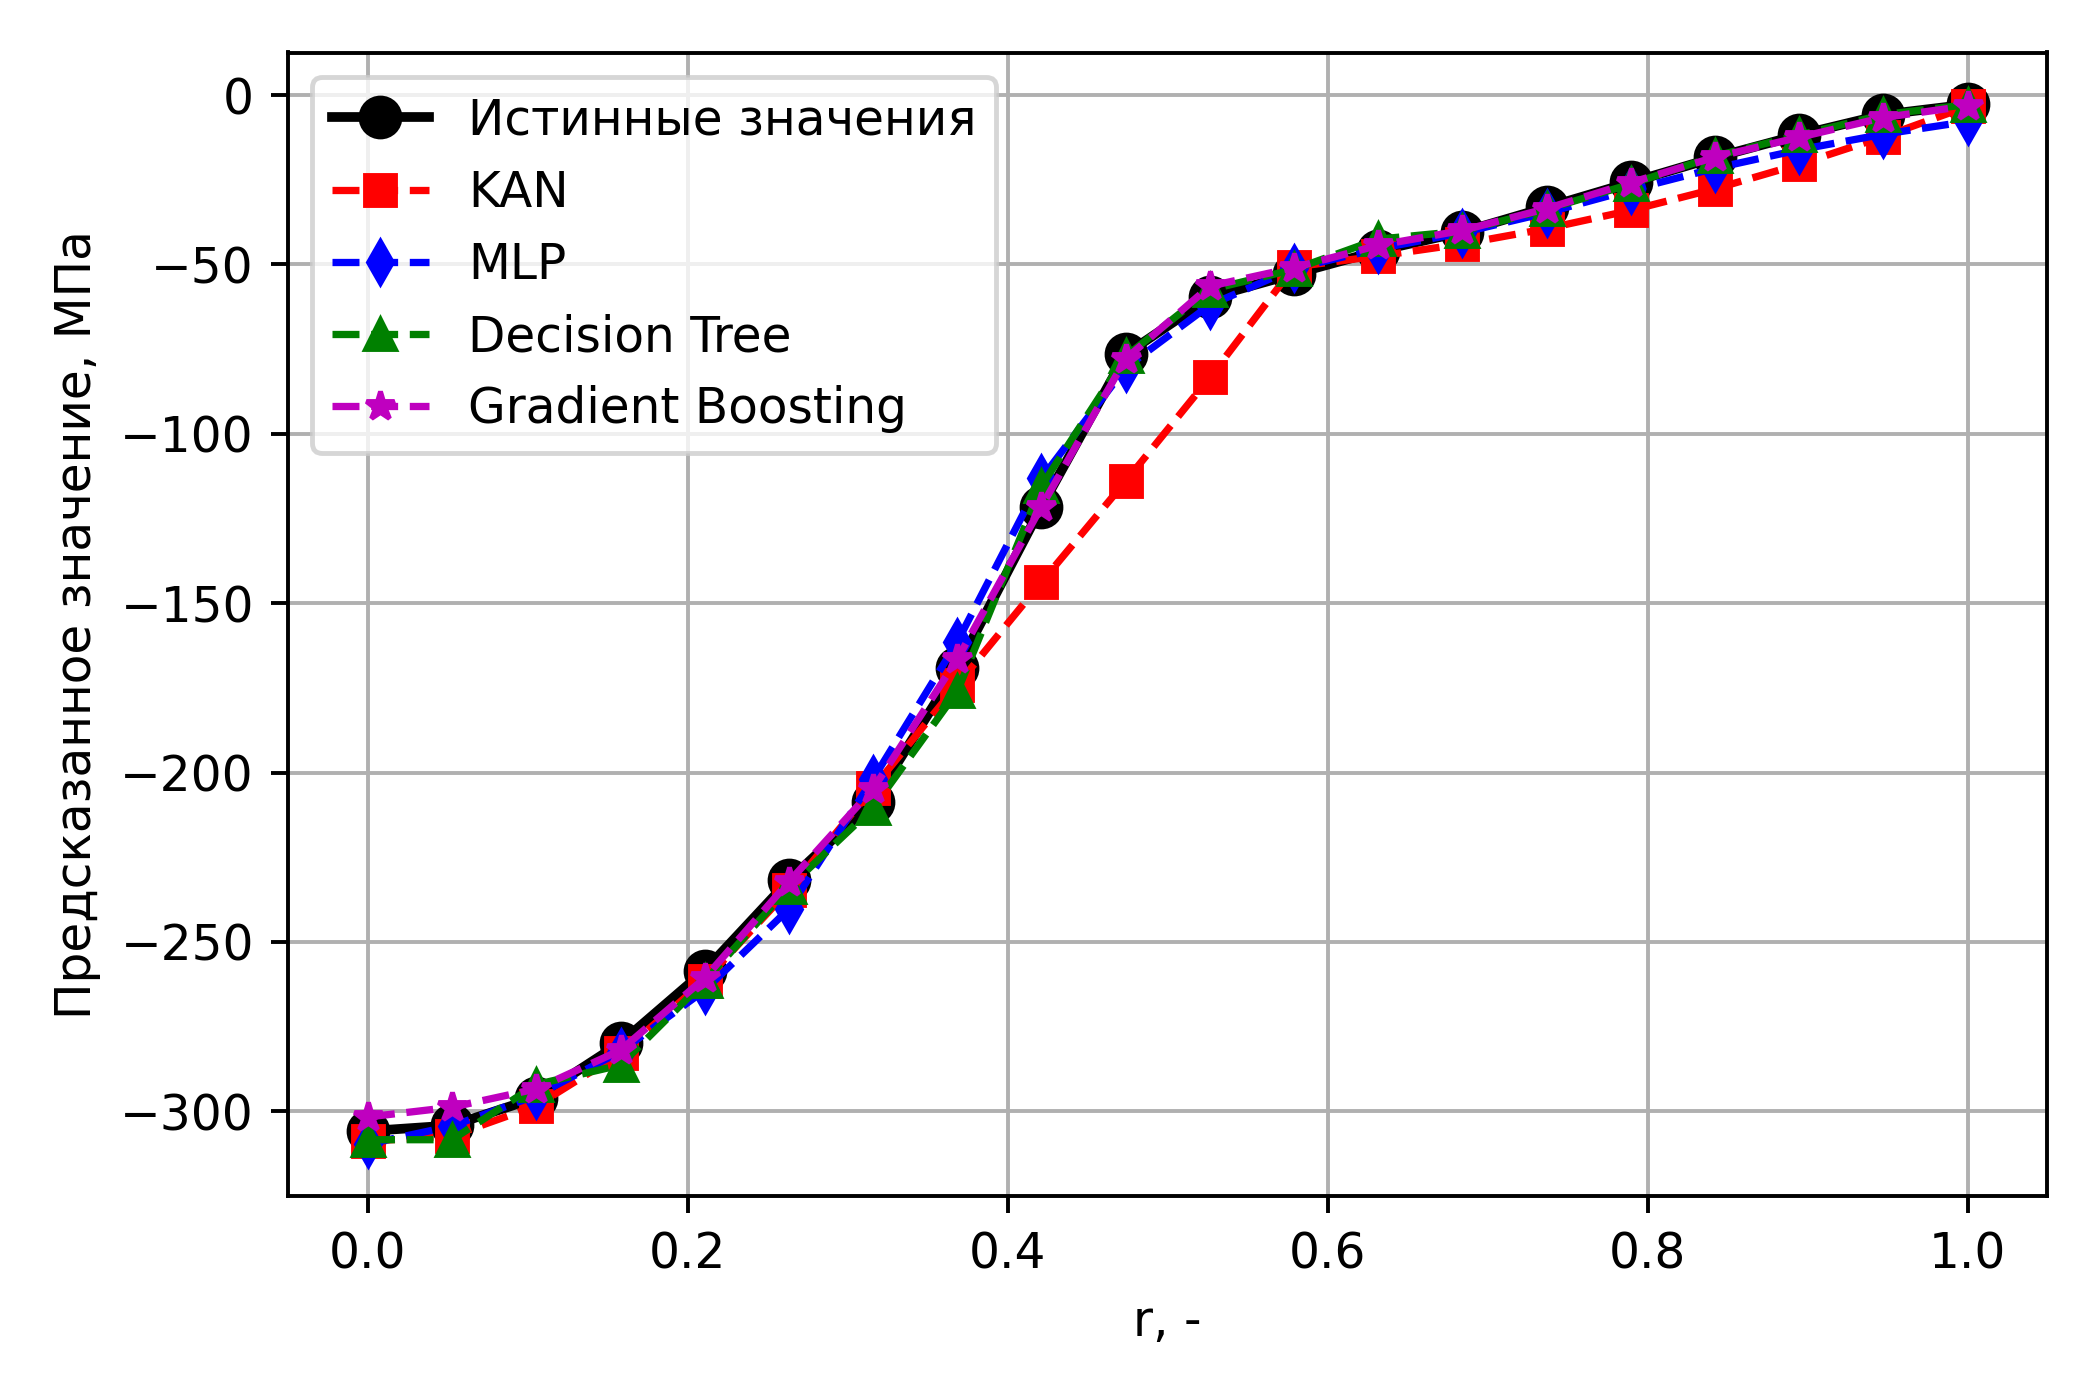 Предсказанное значение, МПа
0
−50
−100
−150
−200
−250
−300
Истинные значения
KAN
MLP
Decision Tree
Gradient Boosting
0.0 0.2 0.4 0.6 0.8 1.0
r, -